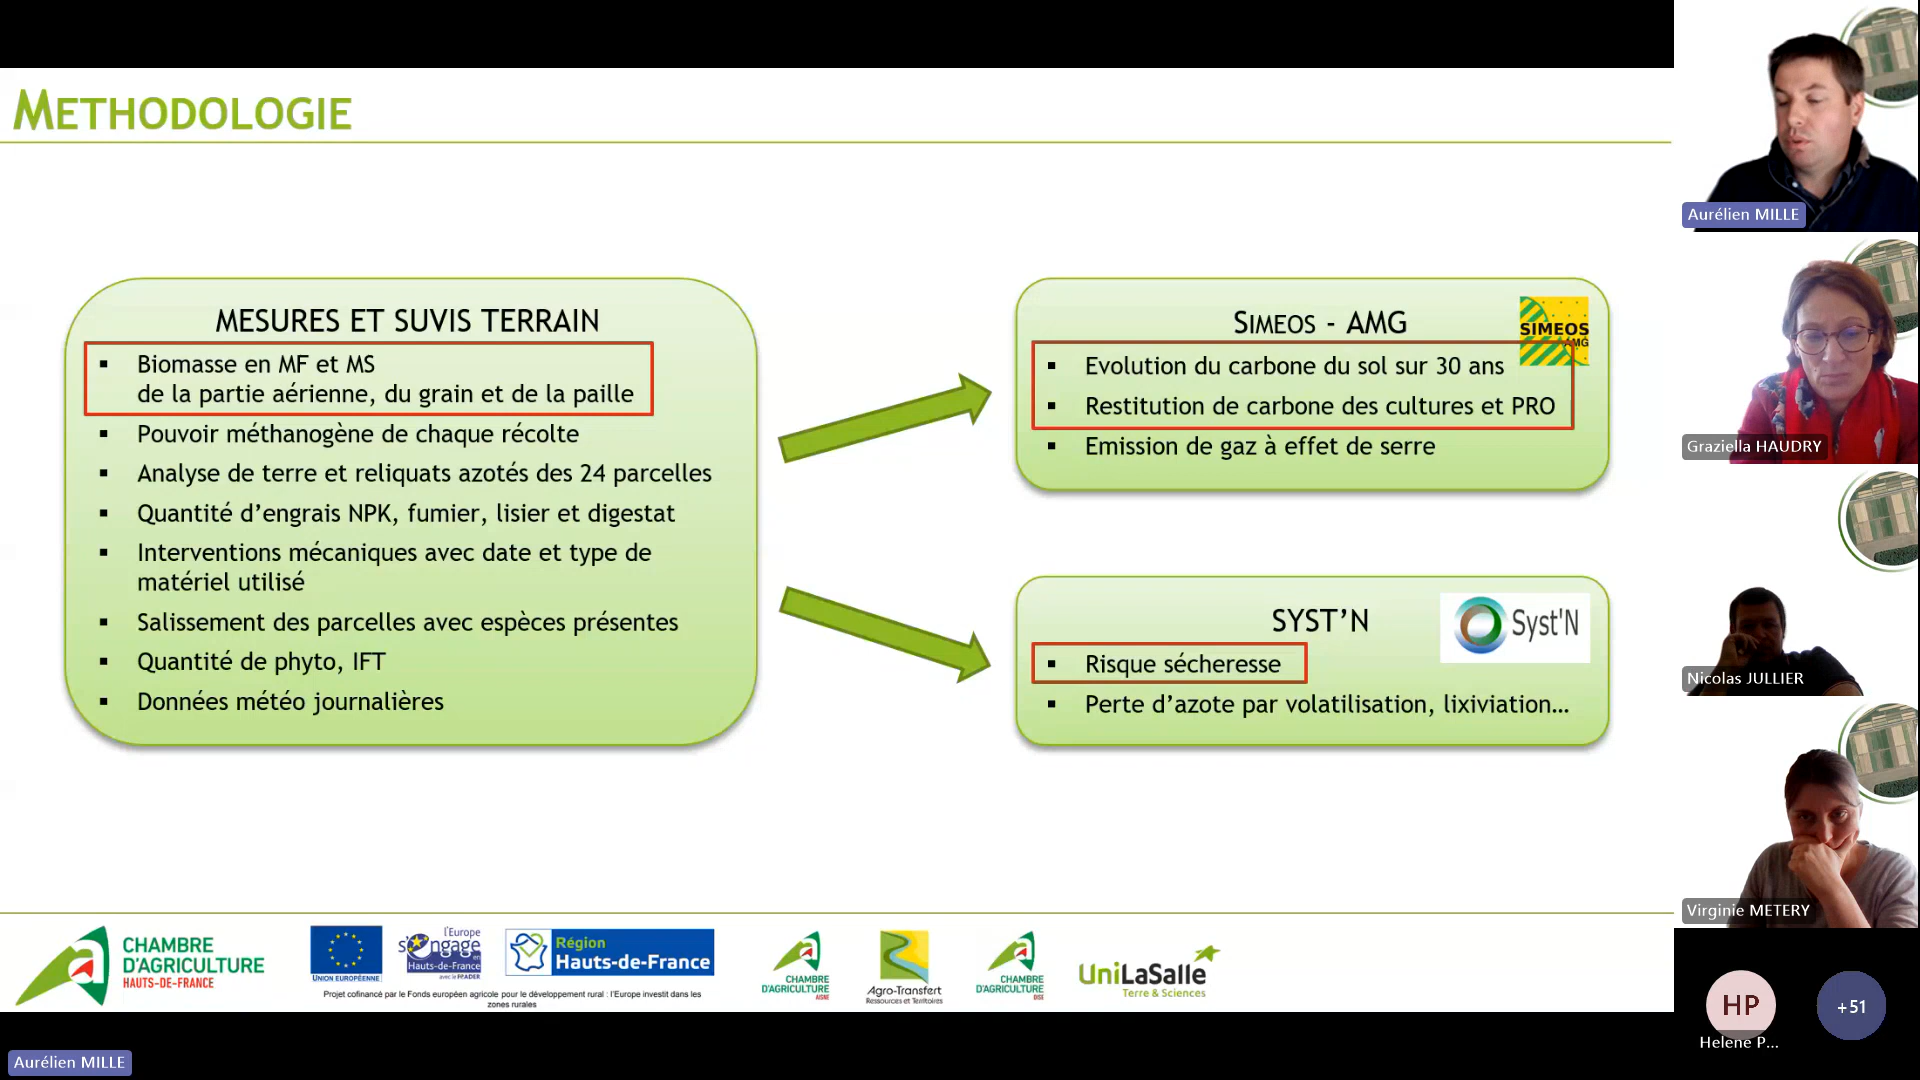 METHODOLOGIE
MESURES ET SUVIS TERRAIN
▪ Biomasse en MF et MS
de la partie aérienne, du grain et de la paille
▪ Pouvoir méthanogène de chaque récolte
▪ Analyse de terre et reliquats azotés des 24 parcelles
▪ Quantité d’engrais NPK, fumier, lisier et digestat
▪ Interventions mécaniques avec date et type de
matériel utilisé
▪ Salissement des parcelles avec espèces présentes
▪ Quantité de phyto, IFT
▪ Données météo journalières
SIMEOS - AMG
SIMEOS
AMG
▪ Evolution du carbone du sol sur 30 ans
▪ Restitution de carbone des cultures et PRO
▪ Emission de gaz à effet de serre
SYST’N
Syst'N
▪ Risque sécheresse
▪ Perte d’azote par volatilisation, lixiviation…
CHAMBRE
D'AGRICULTURE
HAUTS-DE-FRANCE
UNION EUROPÉENNE
l'Europe
s'engage
en
Hauts-de-France
avec le FEADER
Région
Hauts-de-France
Projet cofinancé par le Fonds européen agricole pour le développement rural : l'Europe investit dans les
zones rurales
CHAMBRE
D'AGRICULTURE
AISNE
Agro-Transfert
Ressources et Territoires
CHAMBRE
D'AGRICULTURE
OISE
UniLaSalle
Terre & Sciences
Aurélien MILLE
Graziella HAUDRY
Nicolas JULLIER
Virginie METERY
HP
Helene P...
+51
Aurélien MILLE